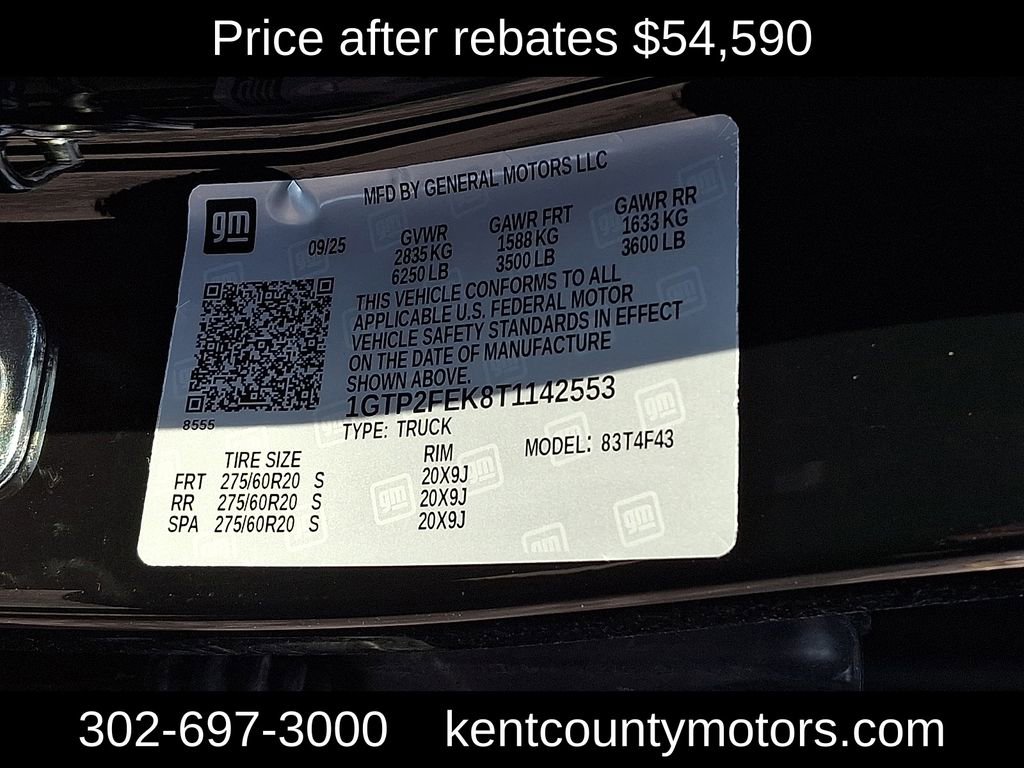 Price after rebates $54,590
MFD BY GENERAL MOTORS LLC
gm
09/25
GVWR
2835 KG
6250 LB
GAWR FRT
1588 KG
3500 LB
GAWR RR
1633 KG
3600 LB
THIS VEHICLE CONFORMS TO ALL
APPLICABLE U.S. FEDERAL MOTOR
VEHICLE SAFETY STANDARDS IN EFFECT
ON THE DATE OF MANUFACTURE
SHOWN ABOVE.
1GTP2FEK8T1142553
8555
TYPE: TRUCK
MODEL: 83T4F43
TIRE SIZE RIM
FRT 275/60R20 S 20X9J
RR 275/60R20 S 20X9J
SPA 275/60R20 S 20X9J
302-697-3000 kentcountymotors.com